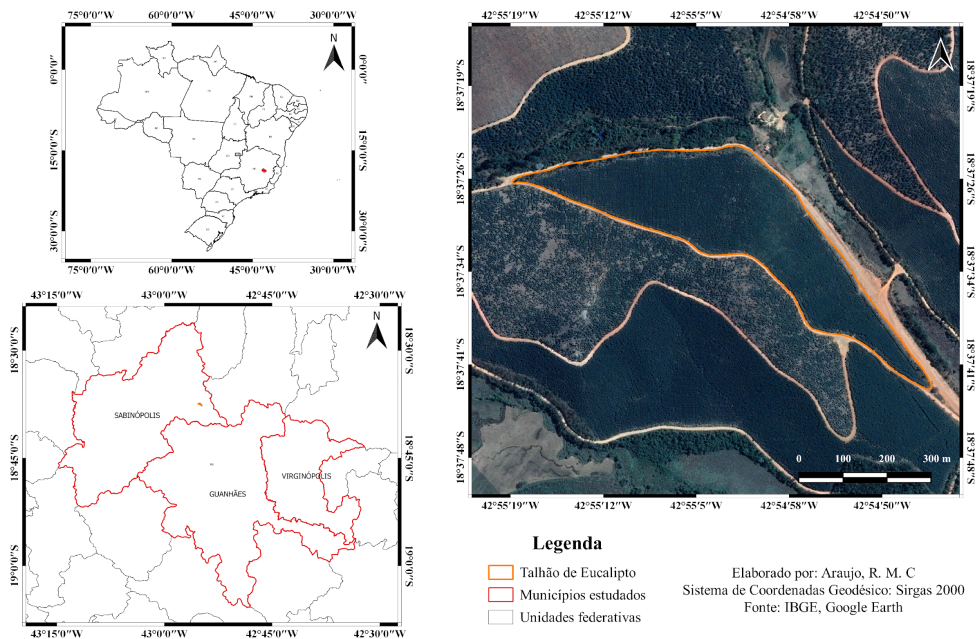 75°0'0"W 60°0'0"W 45°0'0"W 30°0'0"W
0°0'0"
15°0'0"S
30°0'0"S
N
0°0'0"
15°0'0"S
30°0'0"S
75°0'0"W 60°0'0"W 45°0'0"W 30°0'0"W
43°15'0"W 43°0'0"W 42°45'0"W 42°30'0"W
18°30'0"S
18°45'0"S
19°0'0"S
N
SABINÓPOLIS
GUANHÃES
VIRGINÓPOLIS
18°30'0"S
18°45'0"S
19°0'0"S
43°15'0"W 43°0'0"W 42°45'0"W 42°30'0"W
42°55'19"W 42°55'12"W 42°55'4"W 42°54'58"W 42°54'50"W
18°37'19"S
18°37'26"S
18°37'34"S
18°37'41"S
18°37'48"S
N
18°37'19"S
18°37'26"S
18°37'34"S
18°37'41"S
18°37'48"S
0 100 200 300 m
42°55'19"W 42°55'12"W 42°55'4"W 42°54'58"W 42°54'50"W
Legenda
Talhão de Eucalipto
Municípios estudados
Unidades federativas
Elaborado por: Araujo, R. M. C
Sistema de Coordenadas Geodésico: Sirgas 2000
Fonte: IBGE, Google Earth